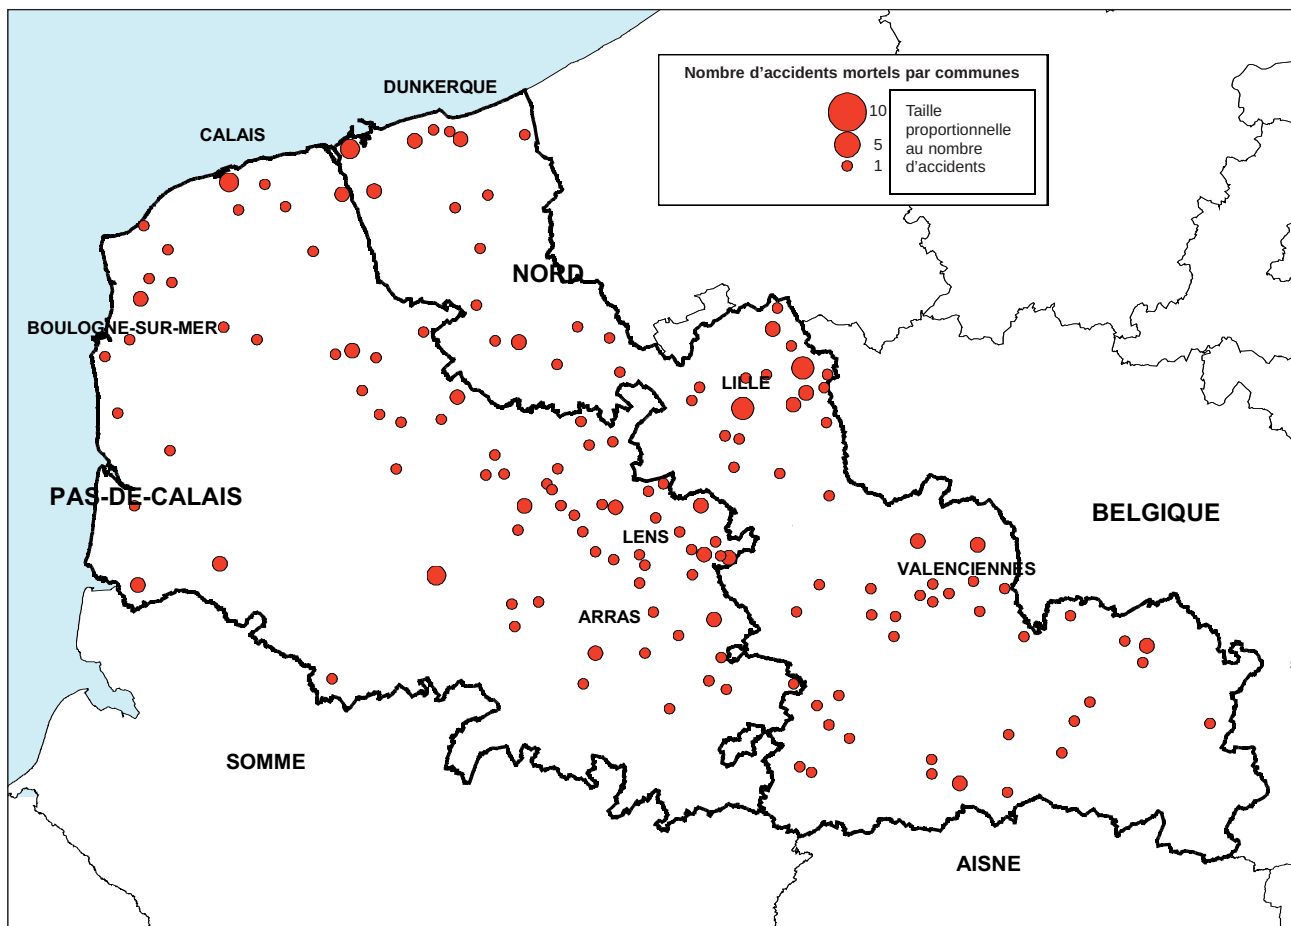 Nombre d'accidents mortels par communes
10
5
1
Taille
proportionnelle
au nombre
d'accidents
DUNKERQUE
CALAIS
NORD
BOULOGNE-SUR-MER
LILLE
PAS-DE-CALAIS
BELGIQUE
LENS
VALENCIENNES
ARRAS
SOMME
AISNE